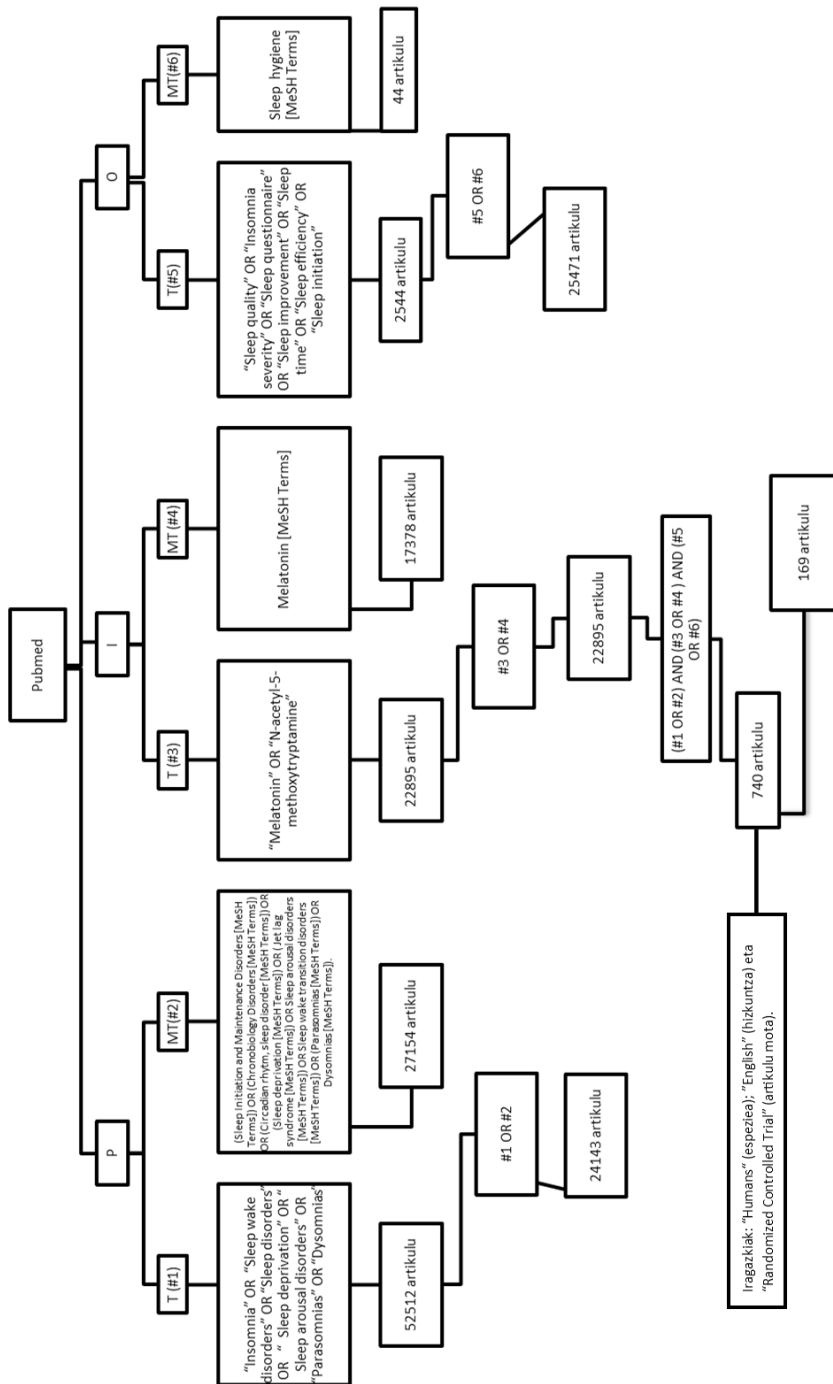 Pubmed
P
I
O
T (#1)
MT(#2)
T (#3)
MT (#4)
T(#5)
MT(#6)
“Insomnia” OR “Sleep wake
disorders” OR “Sleep disorders”
OR “ Sleep deprivation” OR “
Sleep arousal disorders” OR
“Parasomnias” OR “Dysomnias”
(Sleep Initiation and Maintenance Disorders [MeSH
Terms]) OR (Chronobiology Disorders [MeSH Terms])
OR (Circadian rhytm, sleep disorder [MeSH Terms]) OR
(Sleep deprivation [MeSH Terms]) OR ( Jet lag
syndrome [MeSH Terms]) OR Sleep arousal disorders
[MeSH Terms]) OR Sleep wake transition disorders
[MeSH Terms]) OR (Parasomnias [MeSH Terms]) OR
Dysomnias [MeSH Terms]).
“Melatonin” OR “N-acetyl-5-
methoxytryptamine”
Melatonin [MeSH Terms]
“Sleep quality” OR “Insomnia
severity” OR “Sleep questionnaire”
OR “Sleep improvement” OR “Sleep
time” OR “Sleep efficiency” OR
“Sleep initiation”
Sleep hygiene
[MeSH Terms]
52512 artikulu
27154 artikulu
22895 artikulu
17378 artikulu
2544 artikulu
44 artikulu
#1 OR #2
#3 OR #4
#5 OR #6
24143 artikulu
22895 artikulu
25471 artikulu
(#1 OR #2) AND (#3 OR #4 ) AND (#5
OR #6)
740 artikulu
Iragazkiak: “Humans” (espeziea); ”English” (hizkuntza) eta
“Randomized Controlled Trial” (artikulu mota).
169 artikulu